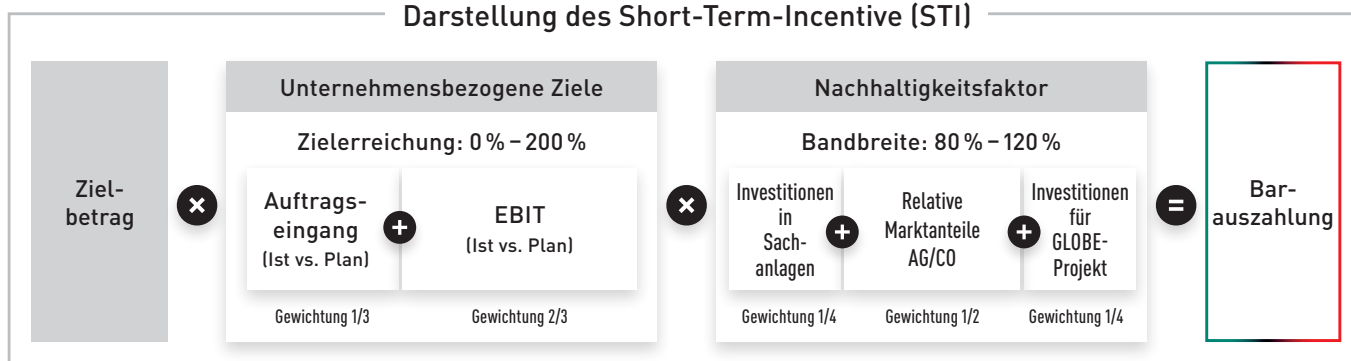 Darstellung des Short-Term-Incentive (STI)
Ziel-
betrag
×
Unternehmensbezogene Ziele
Zielerreichung: 0 % – 200 %
Auftrags-
eingang
(Ist vs. Plan)
+
EBIT
(Ist vs. Plan)
Gewichtung 1/3
Gewichtung 2/3
×
Nachhaltigkeitsfaktor
Bandbreite: 80 % – 120 %
Investitionen
in
Sach-
anlagen
+
Relative
Marktanteile
AG/CO
+
Investitionen
für
GLOBE-
Projekt
Gewichtung 1/4
Gewichtung 1/2
Gewichtung 1/4
=
Bar-
auszahlung